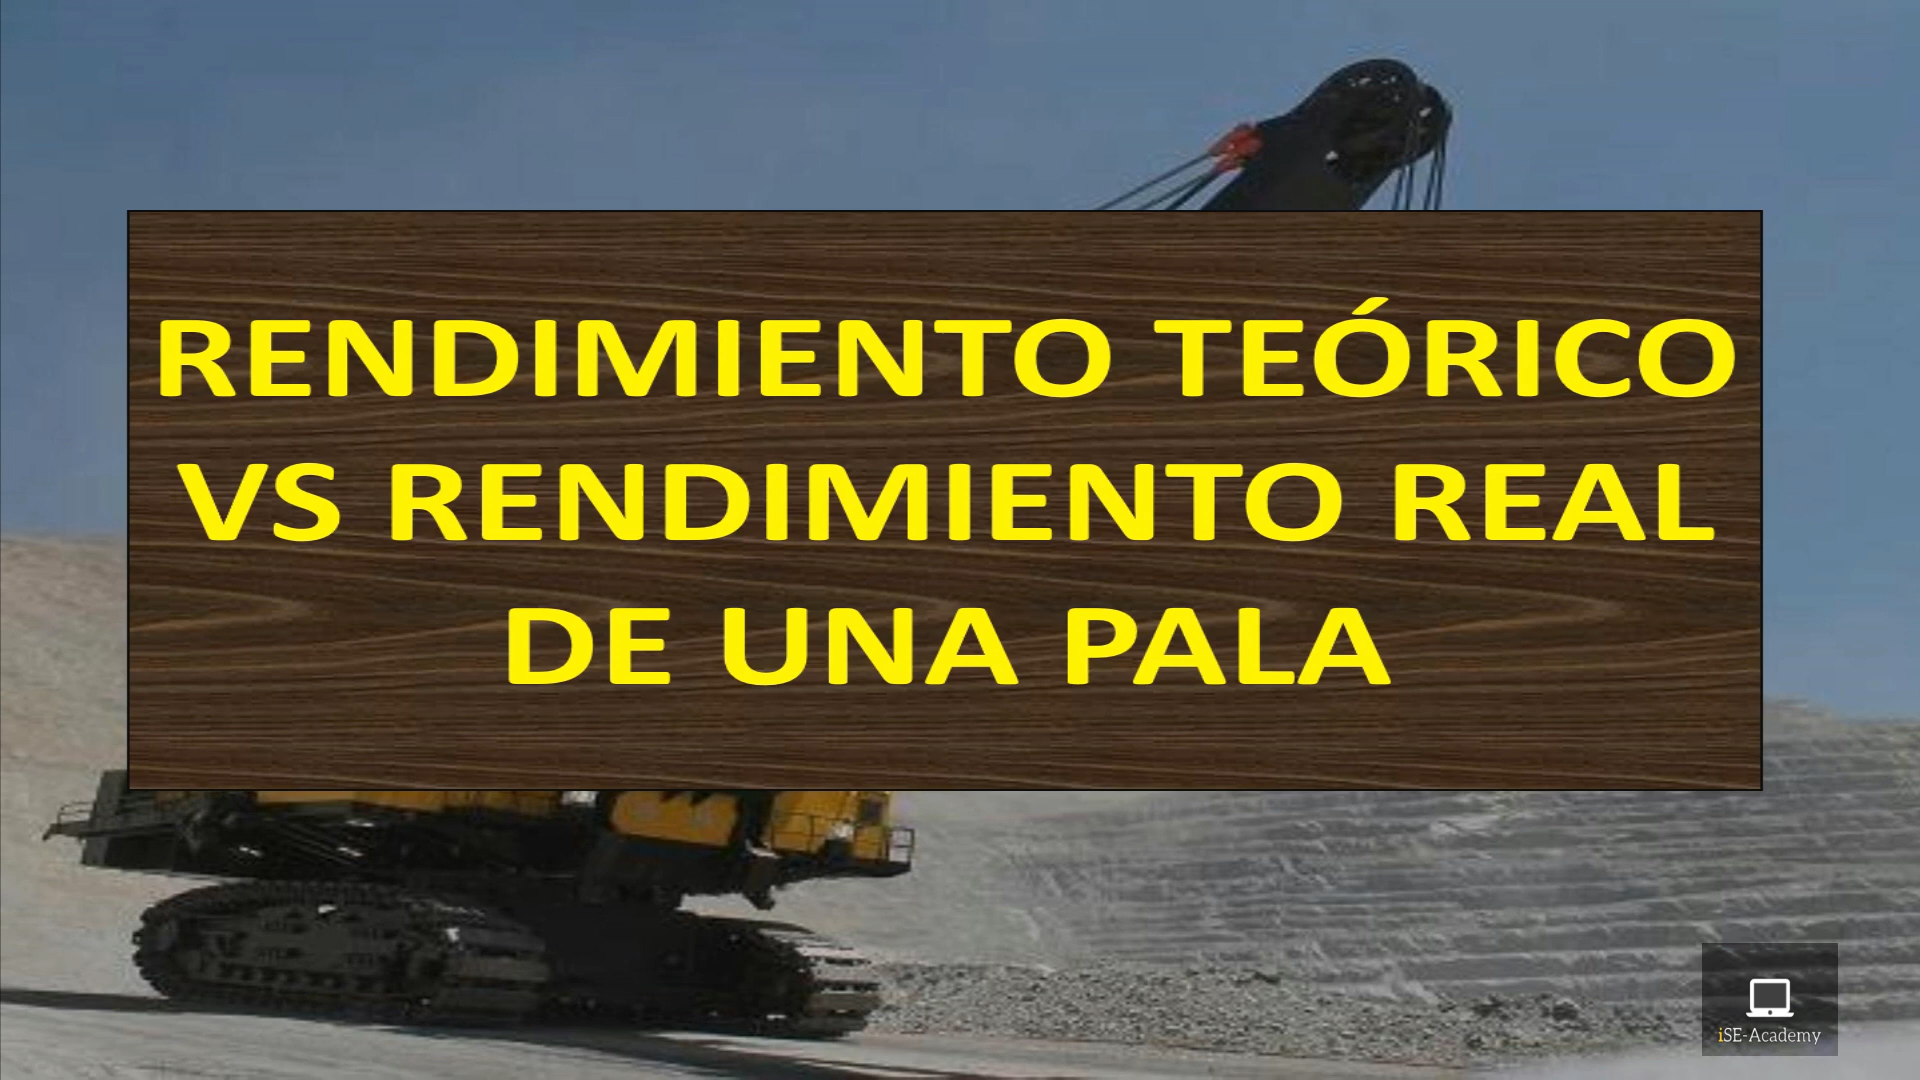 RENDIMIENTO TEÓRICO
VS RENDIMIENTO REAL
DE UNA PALA
iSE-Academy